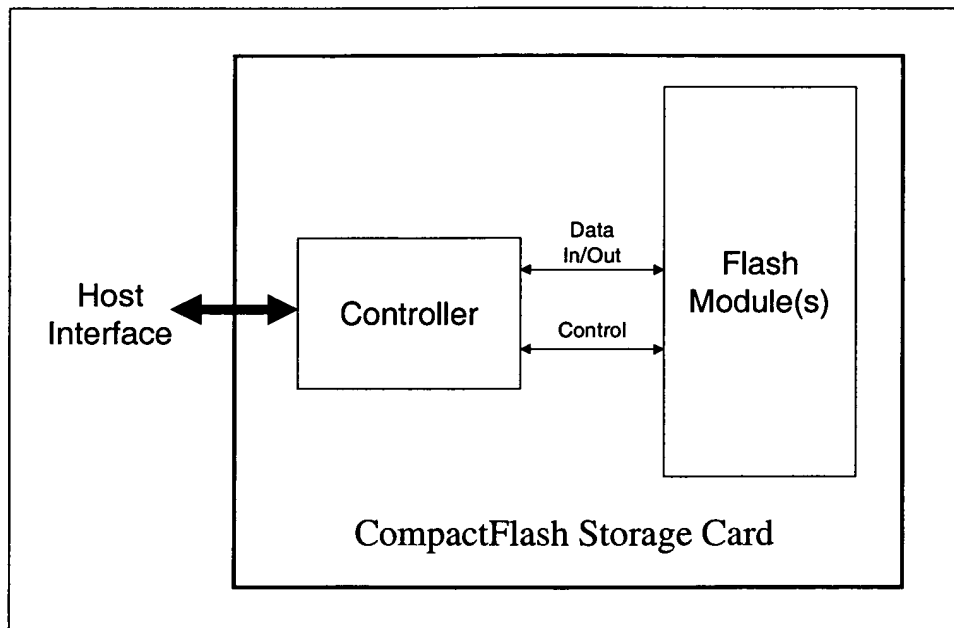 Host
Interface
Controller
Data
In/Out
Control
Flash
Module(s)
CompactFlash Storage Card